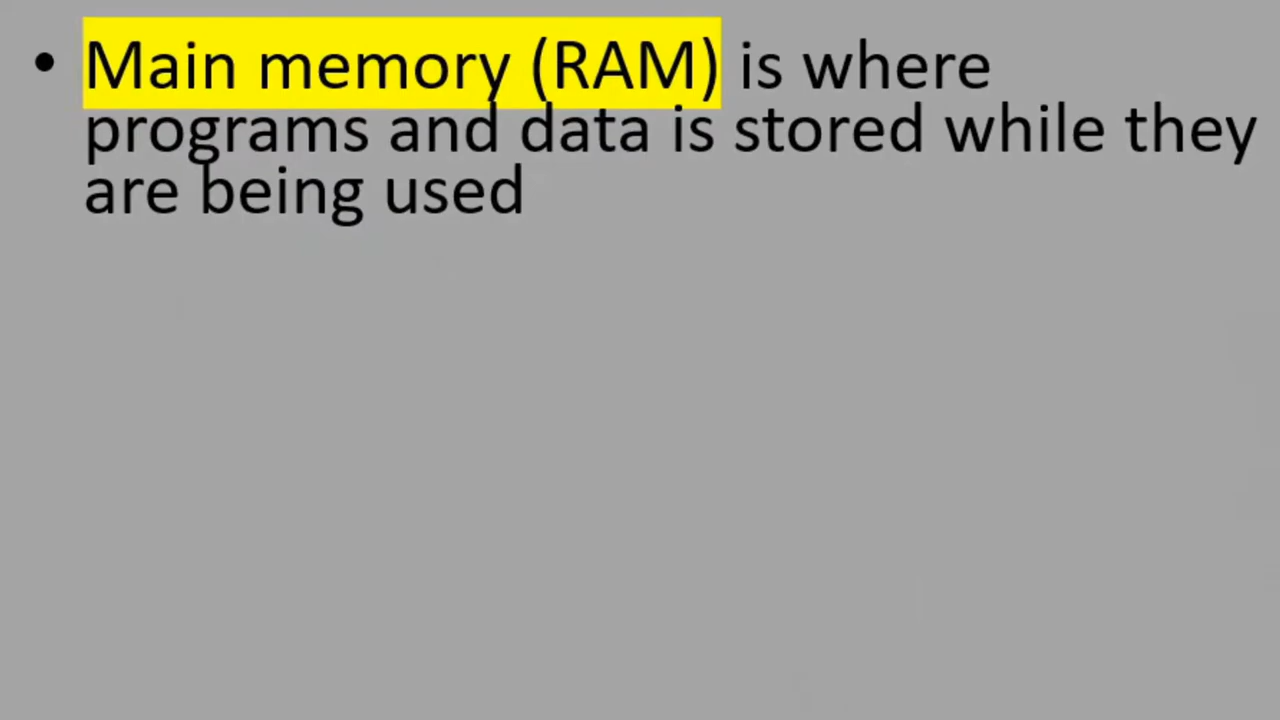 • Main memory (RAM) is where
programs and data is stored while they
are being used